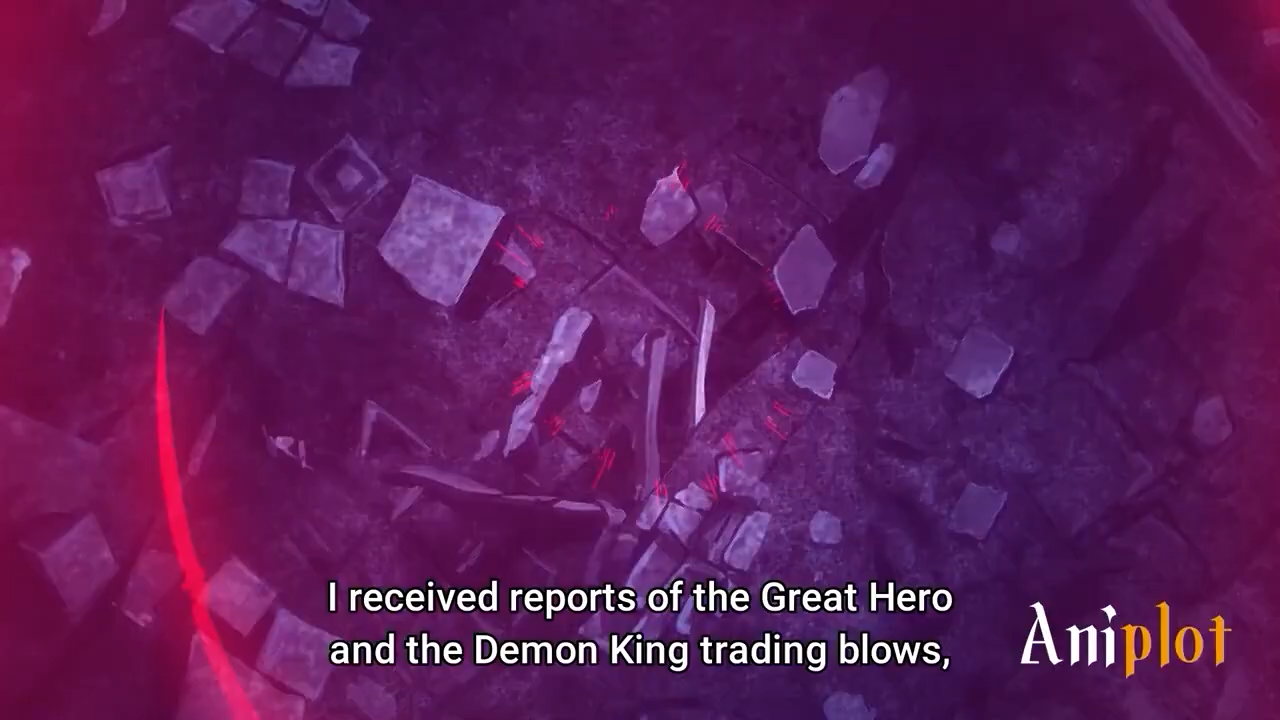 I received reports of the Great Hero
and the Demon King trading blows,
Aniplot